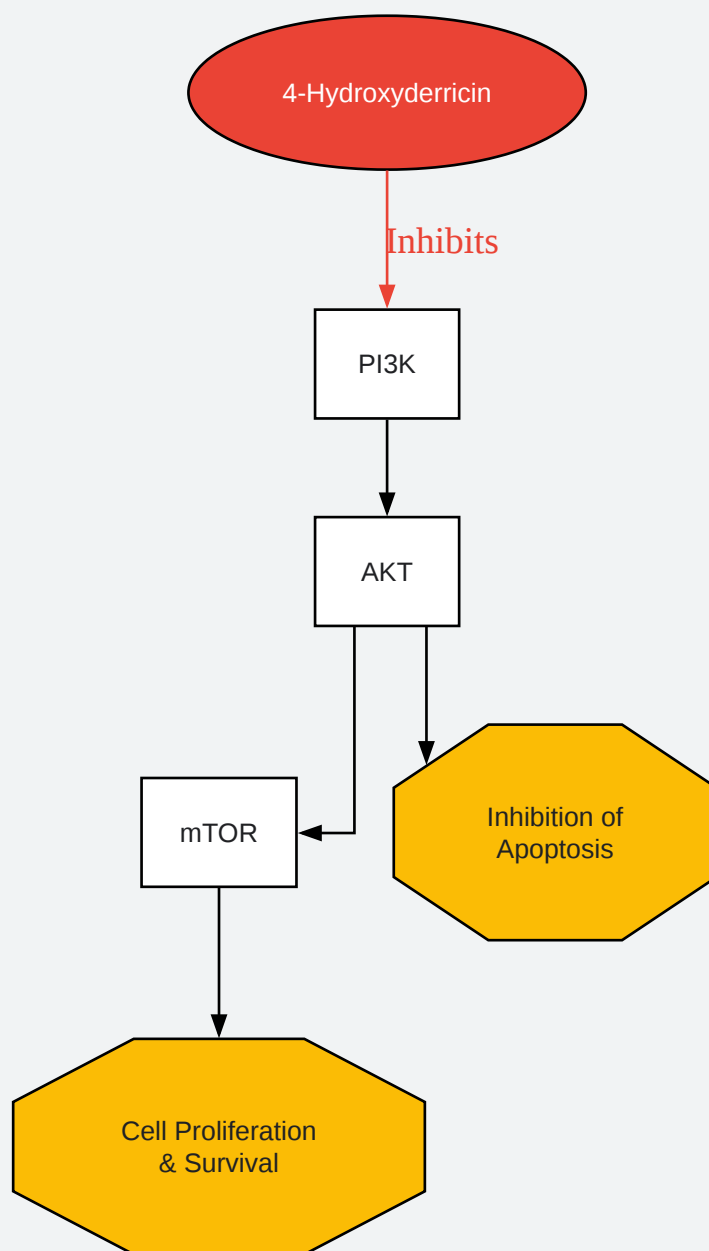 4-Hydroxyderricin
Inhibits
PI3K
AKT
mTOR
Inhibition of
Apoptosis
Cell Proliferation
& Survival